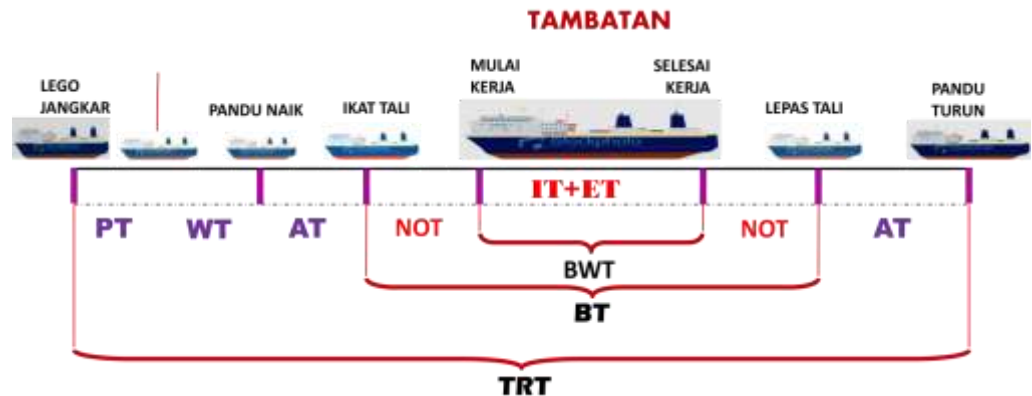 TAMBATAN
LEGO
JANGKAR
PANDU NAIK
IKAT TALI
MULAI
KERJA
SELESAI
KERJA
LEPAS TALI
PANDU
TURUN
iStockphoto
IT+ET
PT
WT
AT
NOT
NOT
AT
BWT
BT
TRT